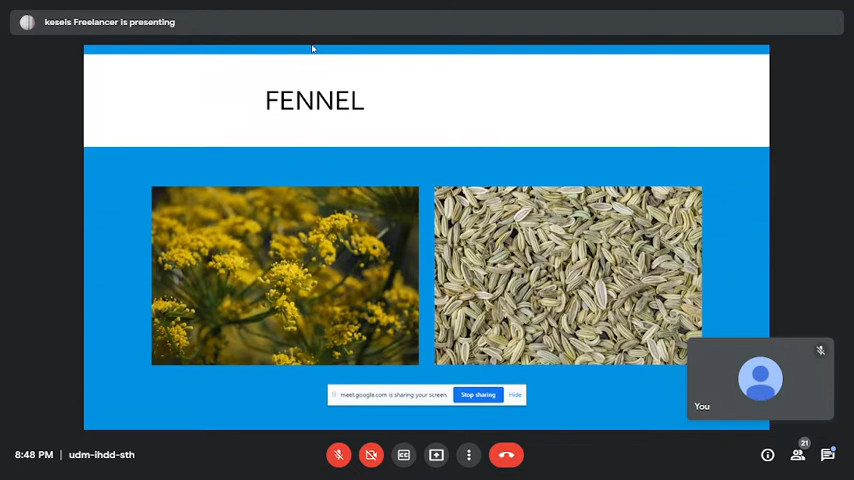 keseis Freelancer is presenting
FENNEL
meet.google.com is sharing your screen.
Stop sharing
Hide
You
8:48 PM | udm-ihdd-sth
CC
21